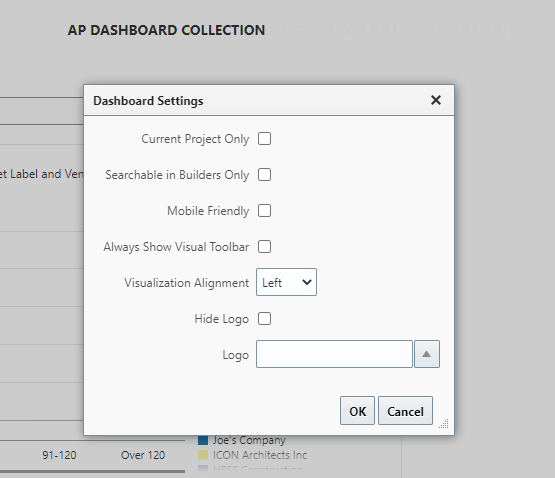 AP DASHBOARD COLLECTION
Dashboard Settings
Current Project Only
et Label and Ven
Searchable in Builders Only
Mobile Friendly
Always Show Visual Toolbar
Visualization Alignment Left
Hide Logo
Logo
OK Cancel
Joe's Company
91-120 Over 120 ICON Architects Inc